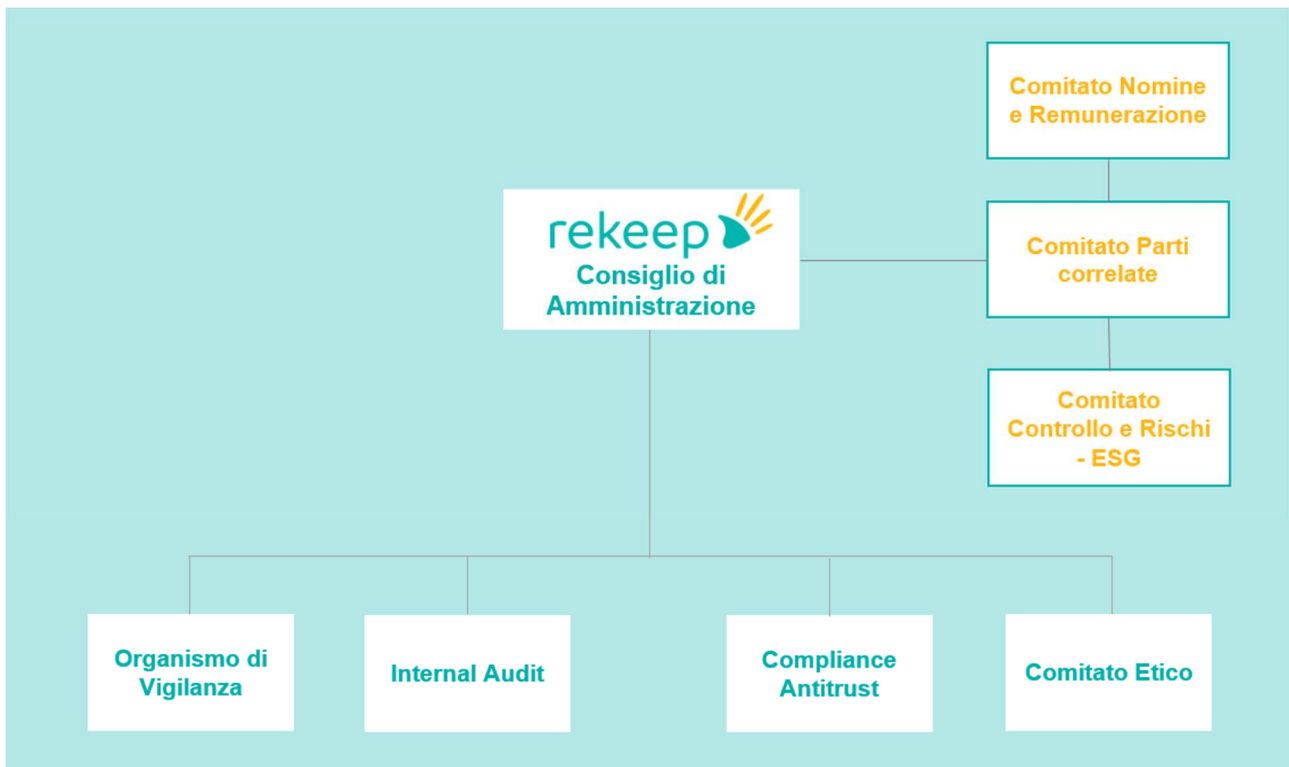 Comitato Nomine
e Remunerazione
rekeep
Consiglio di
Amministrazione
Comitato Parti
correlate
Comitato
Controllo e Rischi
- ESG
Organismo di
Vigilanza
Internal Audit
Compliance
Antitrust
Comitato Etico